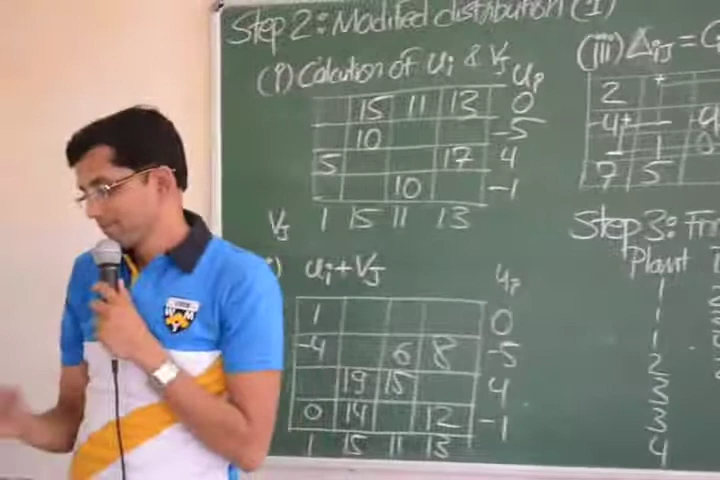 Step 2: Modified distribution (1)
(i) Calcution of ui & VJ
ui
15 11 13 0
10 -5
5 17 4
10 -1
VJ 1 15 11 13
) ui + VJ
ui
1 0
-4 6 8 -5
19 15 4
0 14 12 -1
1 15 11 13
(iii) ΔiJ = C
2
-4
1
7 5
Step 3:
Plant
1
1
1
2
2
3
3
4